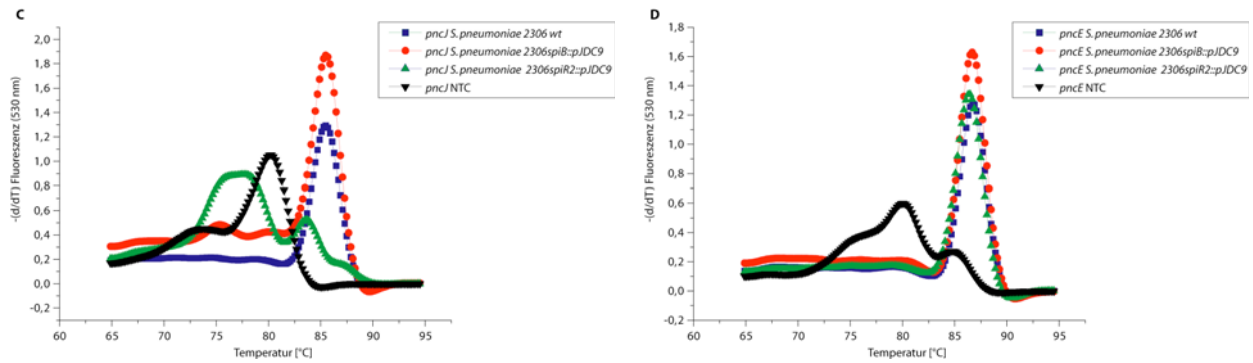 C
pncJ S.pneumoniae 2306 wt
pncJ S.pneumoniae 2306spiB::pJDC9
pncJ S.pneumoniae 2306spiR2::pJDC9
pncJ NTC
-(d/dT) Fluoreszenz (530 nm)
2,0
1,8
1,6
1,4
1,2
1,0
0,8
0,6
0,4
0,2
0,0
0,2
60 65 70 75 80 85 90 95
Temperatur [°C]
D
pncE S.pneumoniae 2306 wt
pncE S.pneumoniae 2306spiB::pJDC9
pncE S.pneumoniae 2306spiR2::pJDC9
pncE NTC
-(d/dT) Fluoreszenz (530 nm)
1,8
1,6
1,4
1,2
1,0
0,8
0,6
0,4
0,2
0,0
-0,2
60 65 70 75 80 85 90 95
Temperatur [°C]